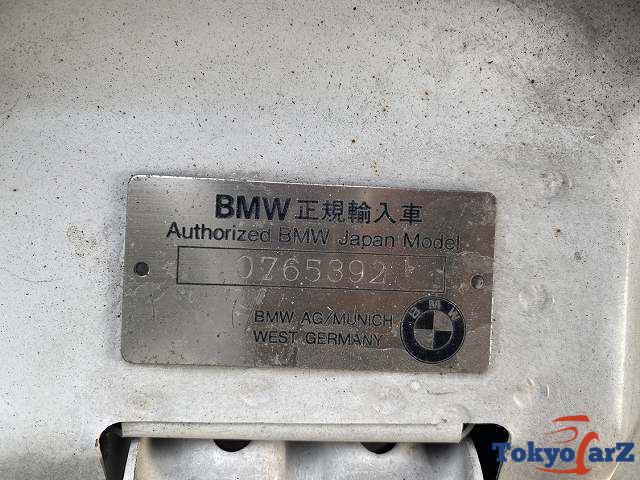 BMW正規輸入車
Authorized BMW Japan Model
0765392
BMW AG/MUNICH
WEST GERMANY
BMW
TokyoCarZ